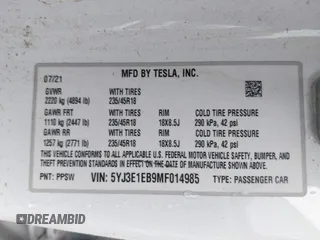 MFD BY TESLA, INC.
07/21
GVWR WITH TIRES
2220 kg (4894 lb) 235/45R18
GAWR FRT WITH TIRES RIM COLD TIRE PRESSURE
1110 kg (2447 lb) 235/45R18 18X8.5J 290 kPa, 42 psi
GAWR RR WITH TIRES RIM COLD TIRE PRESSURE
1257 kg (2771 lb) 235/45R18 18X8.5J 290 kPa, 42 psi
THIS VEHICLE CONFORMS TO ALL APPLICABLE FEDERAL MOTOR VEHICLE
SAFETY, BUMPER, AND THEFT PREVENTION STANDARDS IN EFFECT ON THE
DATE OF MANUFACTURE SHOWN ABOVE.
PNT: PPSW VIN: 5YJ3E1EB9MF014985 TYPE: PASSENGER CAR
DREAMBID